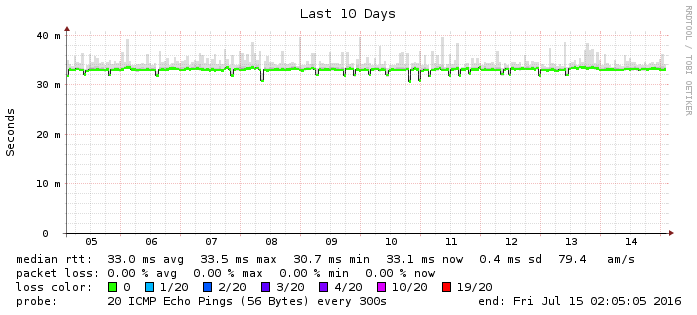 Last 10 Days
RRDTOOL / TOBI OETIKER
Seconds
40 m
30 m
20 m
10 m
0
05 06 07 08 09 10 11 12 13 14
median rtt: 33.0 ms avg 33.5 ms max 30.7 ms min 33.1 ms now 0.4 ms sd 79.4 am/s
packet loss: 0.00 % avg 0.00 % max 0.00 % min 0.00 % now
loss color: 0 1/20 2/20 3/20 4/20 10/20 19/20
probe: 20 ICMP Echo Pings (56 Bytes) every 300s end: Fri Jul 15 02:05:05 2016